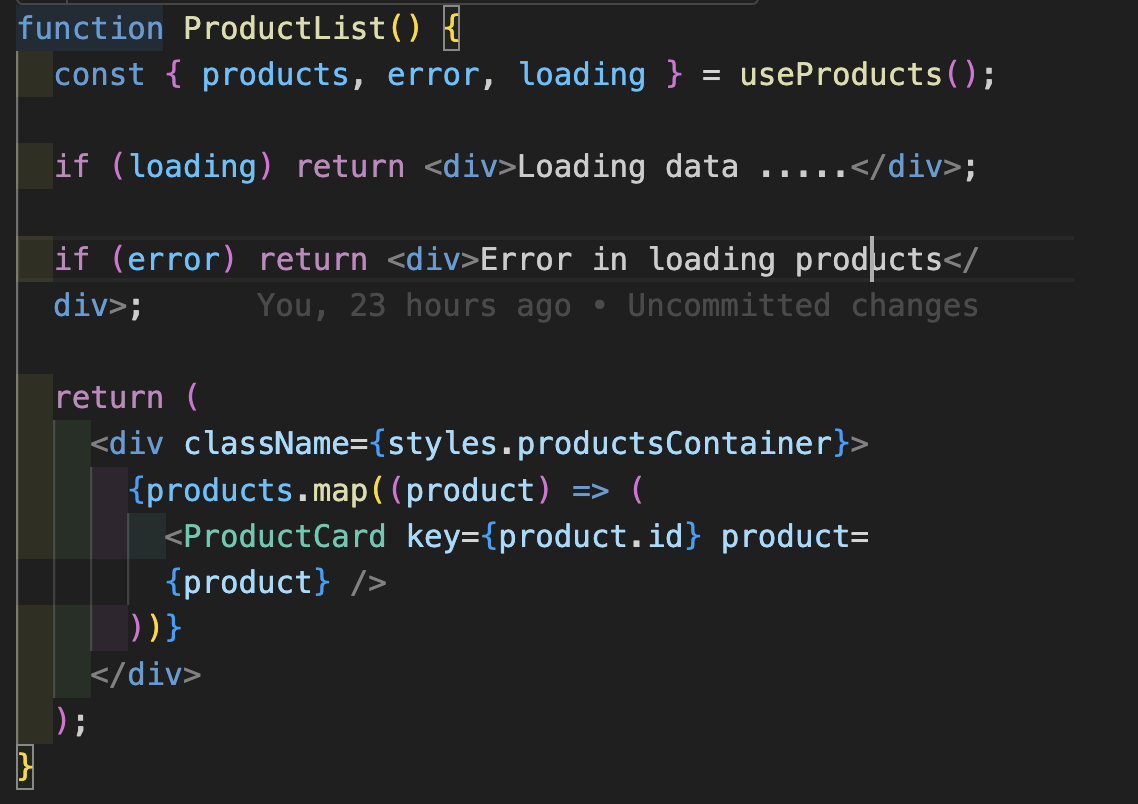 function ProductList() {
const { products, error, loading } = useProducts();
if (loading) return <div>Loading data .....</div>;
if (error) return <div>Error in loading products</
div>; You, 23 hours ago • Uncommitted changes
return (
<div className={styles.productsContainer}>
{products.map((product) => (
<ProductCard key={product.id} product=
{product} />
))}
</div>
);
}